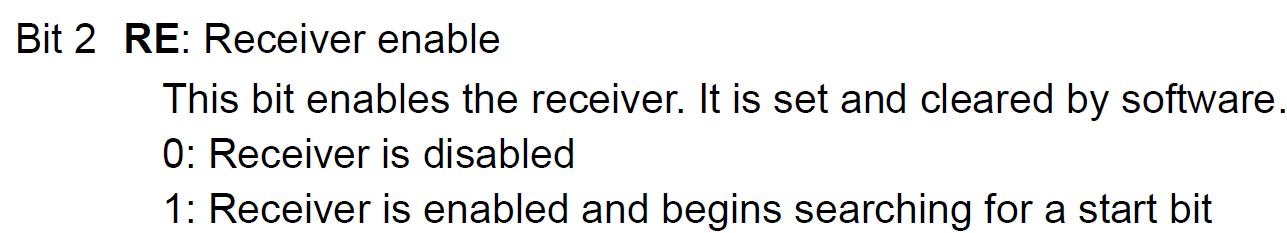 Bit 2 RE: Receiver enable
This bit enables the receiver. It is set and cleared by software.
0: Receiver is disabled
1: Receiver is enabled and begins searching for a start bit